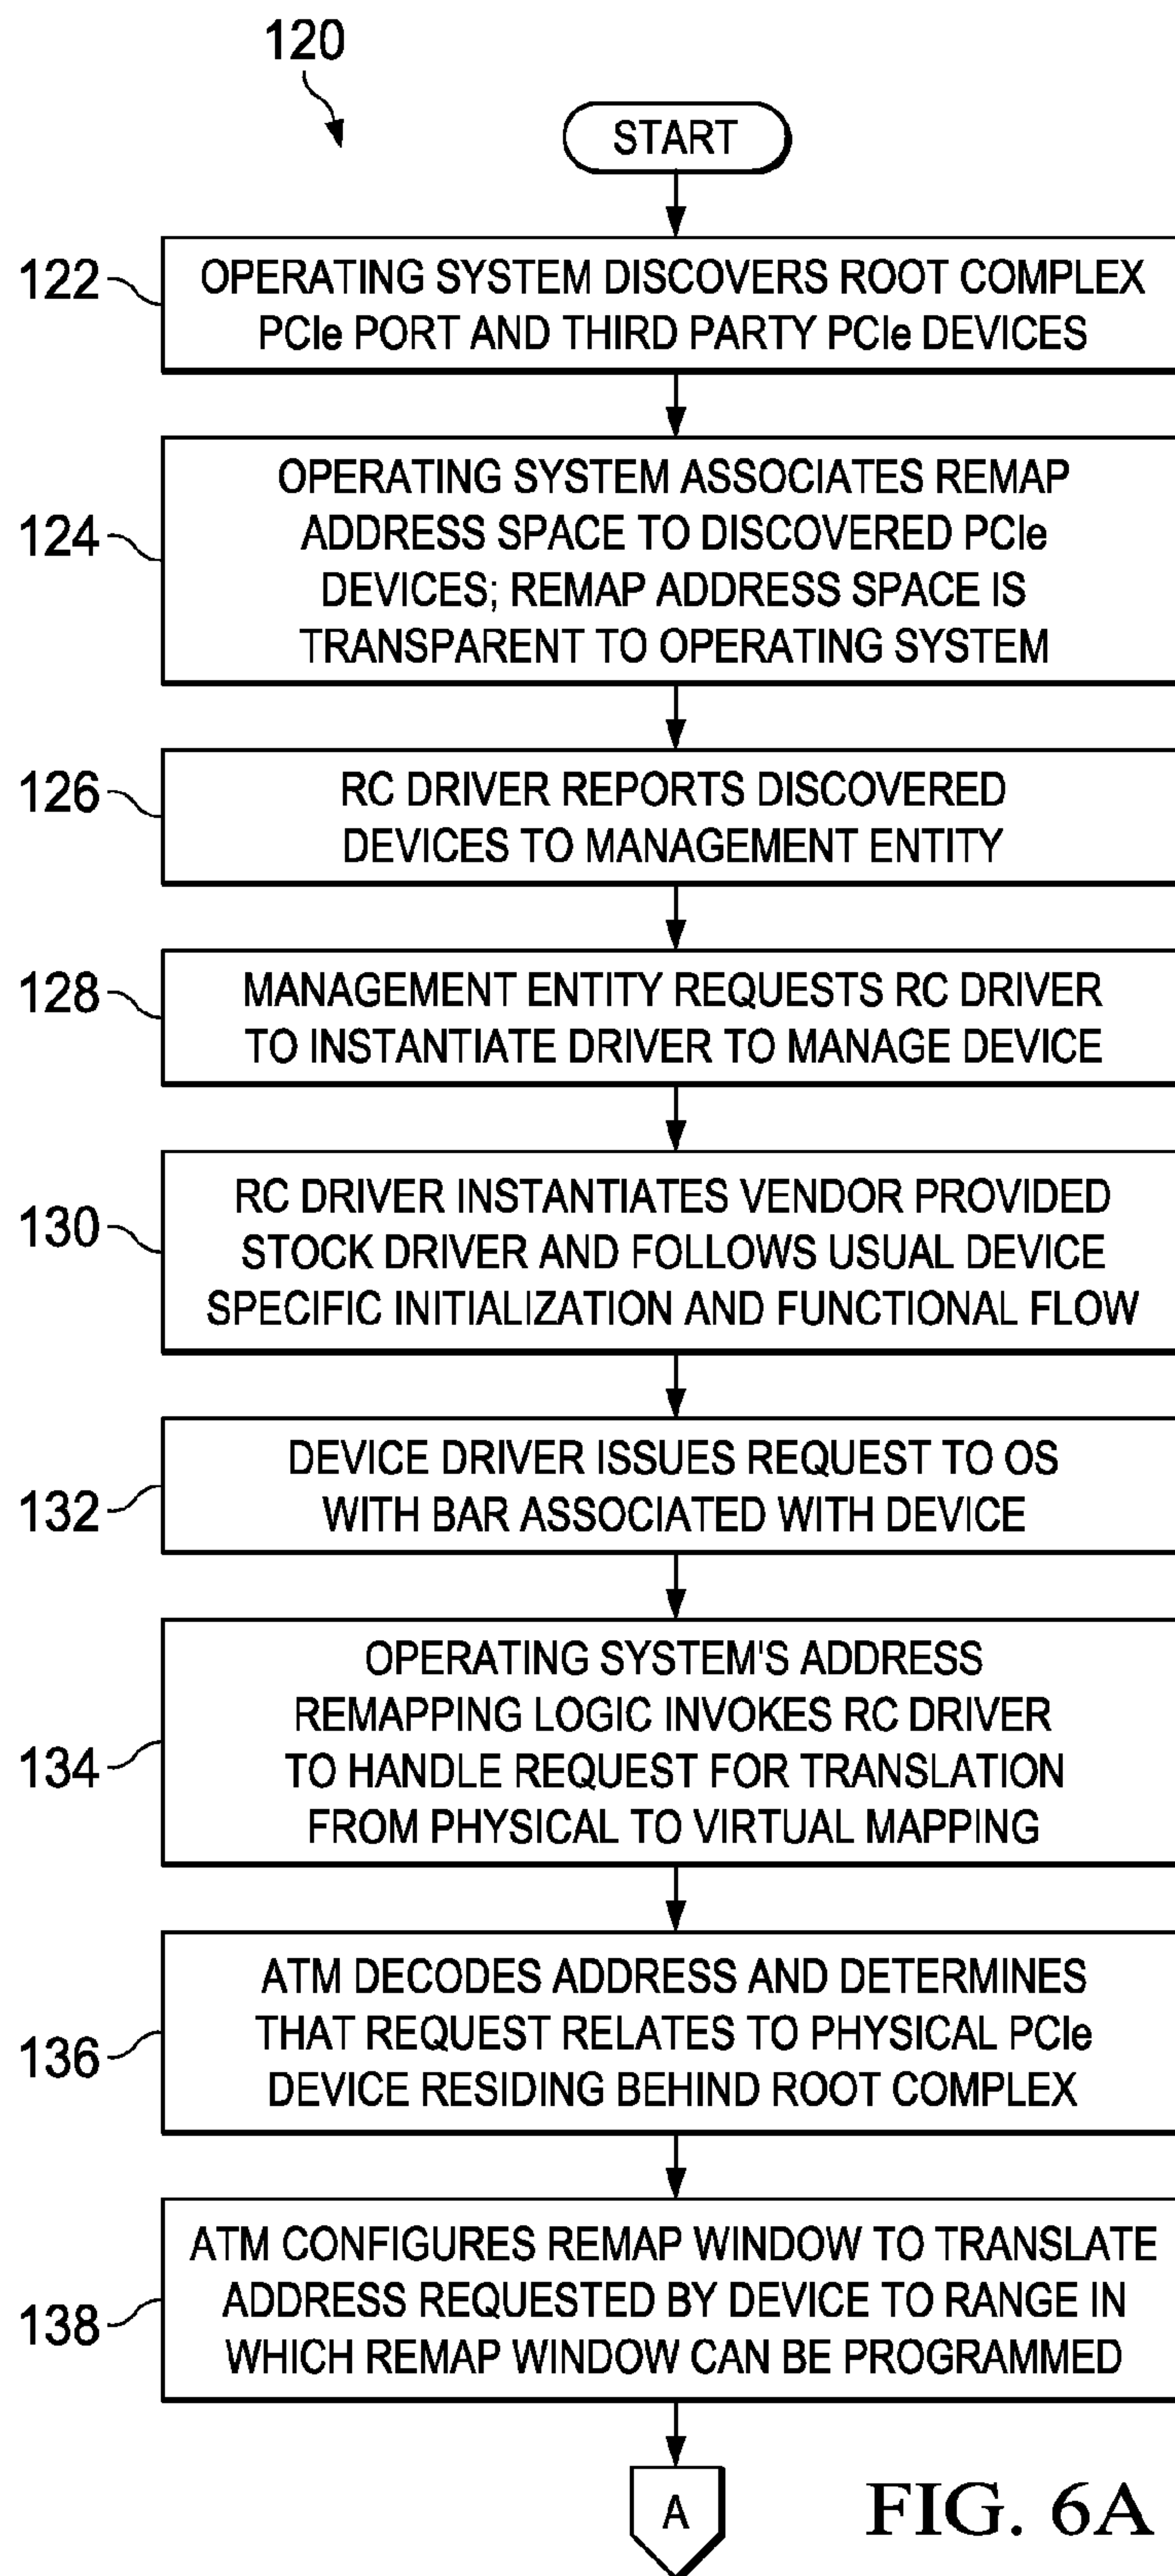 120
START
122
OPERATING SYSTEM DISCOVERS ROOT COMPLEX
PCIe PORT AND THIRD PARTY PCIe DEVICES
124
OPERATING SYSTEM ASSOCIATES REMAP
ADDRESS SPACE TO DISCOVERED PCIe
DEVICES; REMAP ADDRESS SPACE IS
TRANSPARENT TO OPERATING SYSTEM
126
RC DRIVER REPORTS DISCOVERED
DEVICES TO MANAGEMENT ENTITY
128
MANAGEMENT ENTITY REQUESTS RC DRIVER
TO INSTANTIATE DRIVER TO MANAGE DEVICE
130
RC DRIVER INSTANTIATES VENDOR PROVIDED
STOCK DRIVER AND FOLLOWS USUAL DEVICE
SPECIFIC INITIALIZATION AND FUNCTIONAL FLOW
132
DEVICE DRIVER ISSUES REQUEST TO OS
WITH BAR ASSOCIATED WITH DEVICE
134
OPERATING SYSTEM'S ADDRESS
REMAPPING LOGIC INVOKES RC DRIVER
TO HANDLE REQUEST FOR TRANSLATION
FROM PHYSICAL TO VIRTUAL MAPPING
136
ATM DECODES ADDRESS AND DETERMINES
THAT REQUEST RELATES TO PHYSICAL PCIe
DEVICE RESIDING BEHIND ROOT COMPLEX
138
ATM CONFIGURES REMAP WINDOW TO TRANSLATE
ADDRESS REQUESTED BY DEVICE TO RANGE IN
WHICH REMAP WINDOW CAN BE PROGRAMMED
A
FIG. 6A